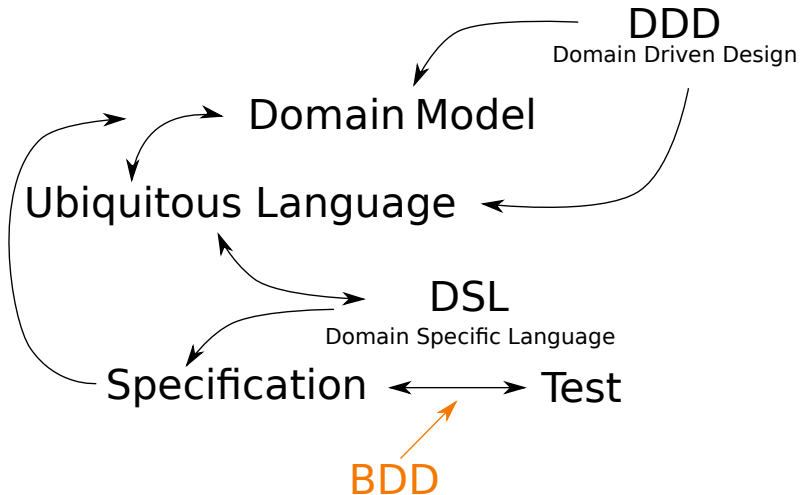 DDD
Domain Driven Design
Domain Model
Ubiquitous Language
DSL
Domain Specific Language
Specification
Test
BDD